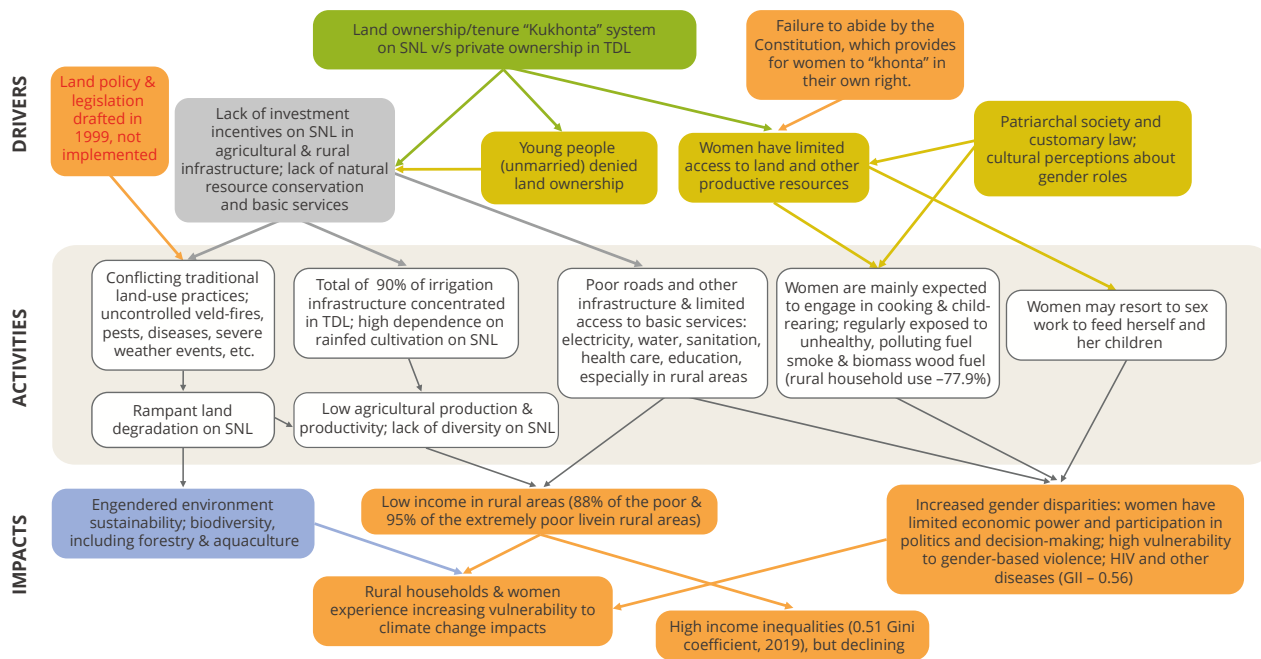 DRIVERS
Land ownership/tenure “Kukhonta” system
on SNL v/s private ownership in TDL
Failure to abide by the
Constitution, which provides
for women to “khonta” in
their own right.
Land policy &
legislation
drafted in
1999, not
implemented
Lack of investment
incentives on SNL in
agricultural & rural
infrastructure; lack of natural
resource conservation
and basic services
Young people
(unmarried) denied
land ownership
Women have limited
access to land and other
productive resources
Patriarchal society and
customary law;
cultural perceptions about
gender roles
ACTIVITIES
Conflicting traditional
land-use practices;
uncontrolled veld-fires,
pests, diseases, severe
weather events, etc.
Total of 90% of irrigation
infrastructure concentrated
in TDL; high dependence on
rainfed cultivation on SNL
Poor roads and other
infrastructure & limited
access to basic services:
electricity, water, sanitation,
health care, education,
especially in rural areas
Women are mainly expected
to engage in cooking & child-
rearing; regularly exposed to
unhealthy, polluting fuel
smoke & biomass wood fuel
(rural household use –77.9%)
Women may resort to sex
work to feed herself and
her children
Rampant land
degradation on SNL
Low agricultural production &
productivity; lack of diversity on SNL
IMPACTS
Engendered environment
sustainability; biodiversity,
including forestry & aquaculture
Low income in rural areas (88% of the poor &
95% of the extremely poor livein rural areas)
Increased gender disparities: women have
limited economic power and participation in
politics and decision-making; high vulnerability
to gender-based violence; HIV and other
diseases (GII – 0.56)
Rural households & women
experience increasing vulnerability to
climate change impacts
High income inequalities (0.51 Gini
coefficient, 2019), but declining